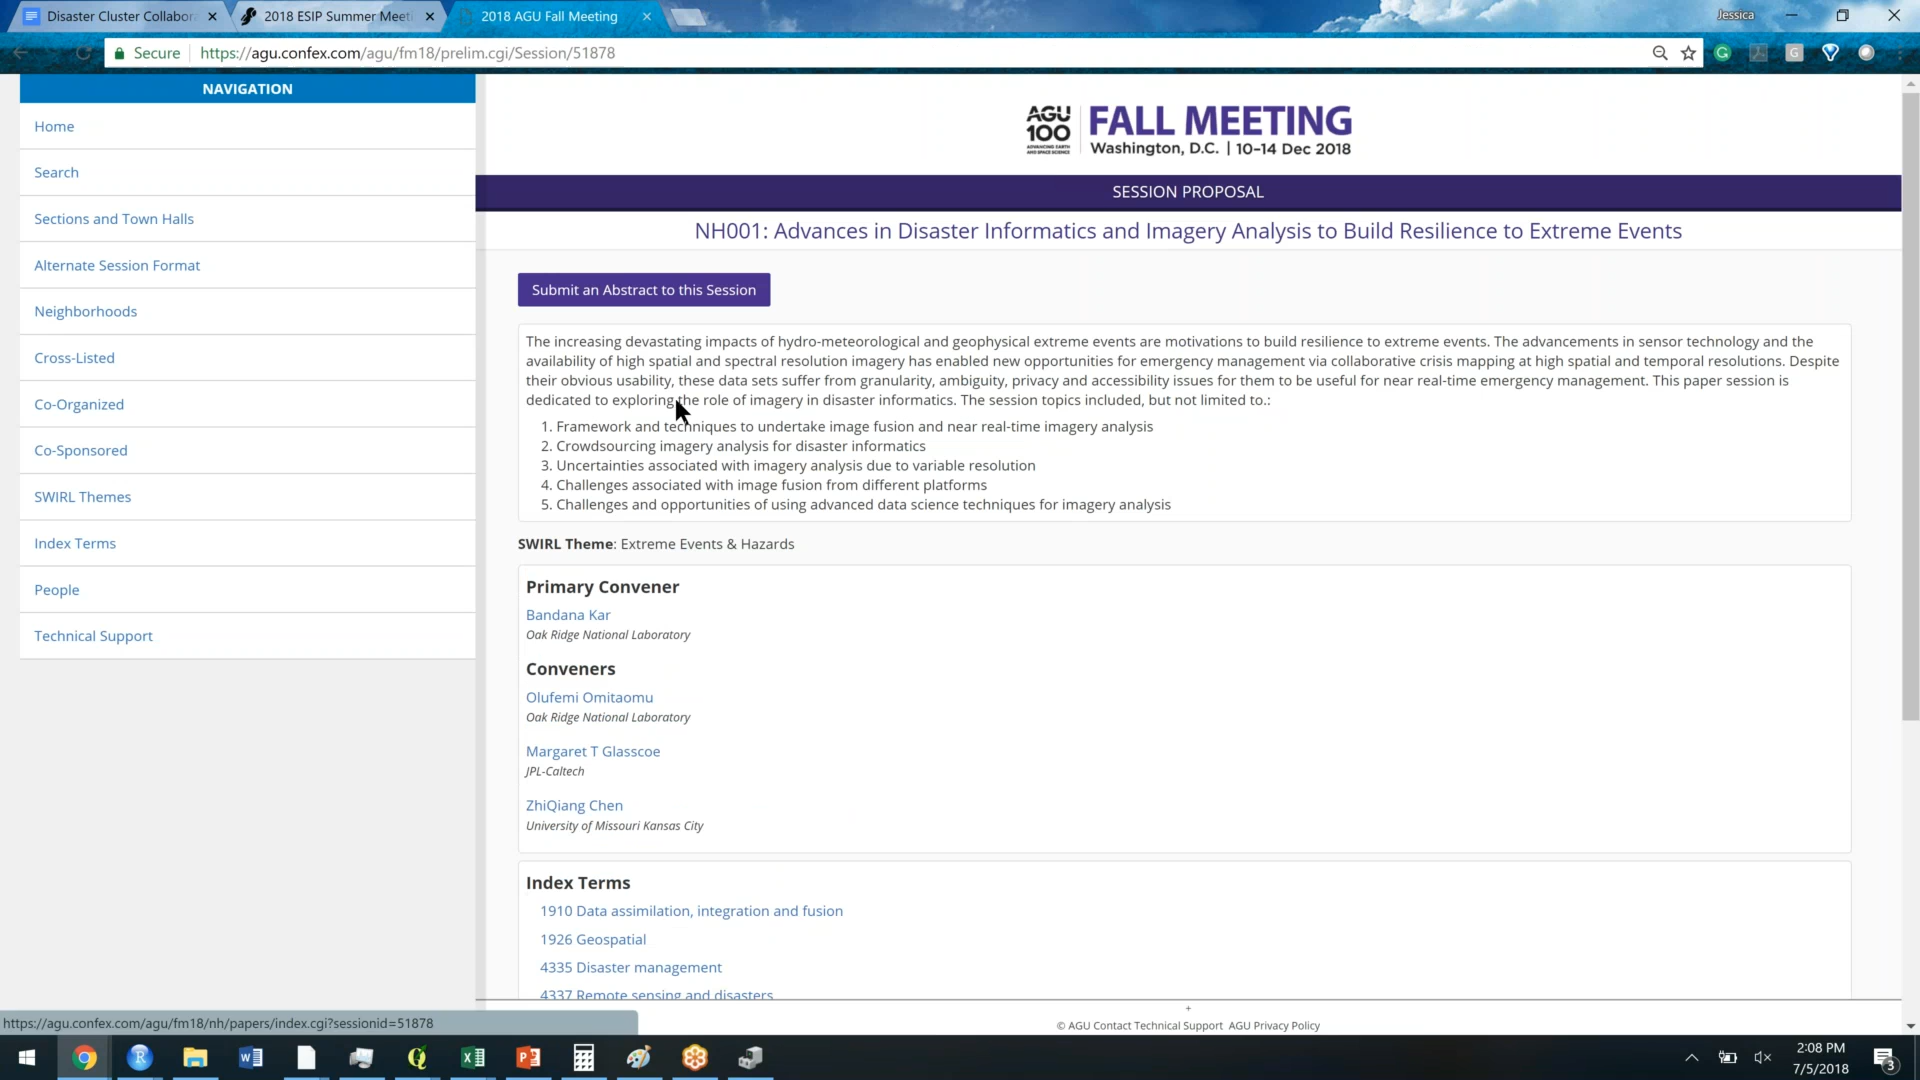 Disaster Cluster Collabor
2018 ESIP Summer Meeti
2018 AGU Fall Meeting
Jessica
Secure
https://agu.confex.com/agu/fm18/prelim.cgi/Session/51878
NAVIGATION
Home
Search
Sections and Town Halls
Alternate Session Format
Neighborhoods
Cross-Listed
Co-Organized
Co-Sponsored
SWIRL Themes
Index Terms
People
Technical Support
AGU
100
ADVANCING EARTH
AND SPACE SCIENCE
FALL MEETING
Washington, D.C. | 10–14 Dec 2018
SESSION PROPOSAL
NH001: Advances in Disaster Informatics and Imagery Analysis to Build Resilience to Extreme Events
Submit an Abstract to this Session
The increasing devastating impacts of hydro-meteorological and geophysical extreme events are motivations to build resilience to extreme events. The advancements in sensor technology and the
availability of high spatial and spectral resolution imagery has enabled new opportunities for emergency management via collaborative crisis mapping at high spatial and temporal resolutions. Despite
their obvious usability, these data sets suffer from granularity, ambiguity, privacy and accessibility issues for them to be useful for near real-time emergency management. This paper session is
dedicated to exploring the role of imagery in disaster informatics. The session topics included, but not limited to.:
1. Framework and techniques to undertake image fusion and near real-time imagery analysis
2. Crowdsourcing imagery analysis for disaster informatics
3. Uncertainties associated with imagery analysis due to variable resolution
4. Challenges associated with image fusion from different platforms
5. Challenges and opportunities of using advanced data science techniques for imagery analysis
SWIRL Theme: Extreme Events & Hazards
Primary Convener
Bandana Kar
Oak Ridge National Laboratory
Conveners
Olufemi Omitaomu
Oak Ridge National Laboratory
Margaret T Glasscoe
JPL-Caltech
ZhiQiang Chen
University of Missouri Kansas City
Index Terms
1910 Data assimilation, integration and fusion
1926 Geospatial
4335 Disaster management
4337 Remote sensing and disasters
© AGU Contact Technical Support AGU Privacy Policy
https://agu.confex.com/agu/fm18/nh/papers/index.cgi?sessionid=51878
2:08 PM
7/5/2018
3